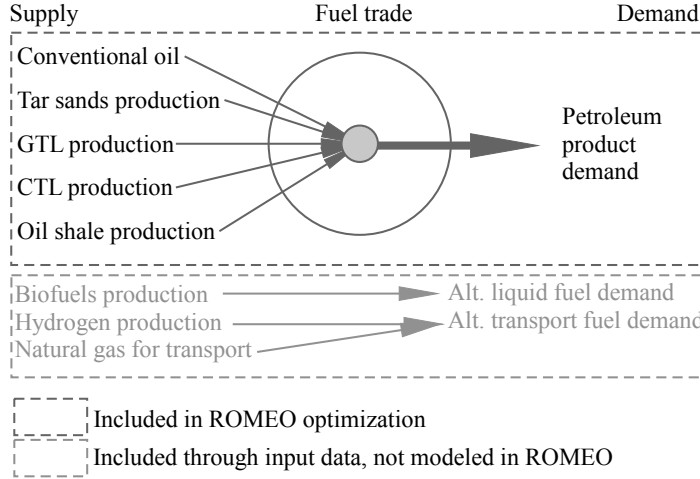 Supply Fuel trade Demand
Conventional oil
Tar sands production
GTL production
CTL production
Oil shale production
Petroleum
product
demand
Biofuels production Alt. liquid fuel demand
Hydrogen production Alt. transport fuel demand
Natural gas for transport
Included in ROMEO optimization
Included through input data, not modeled in ROMEO